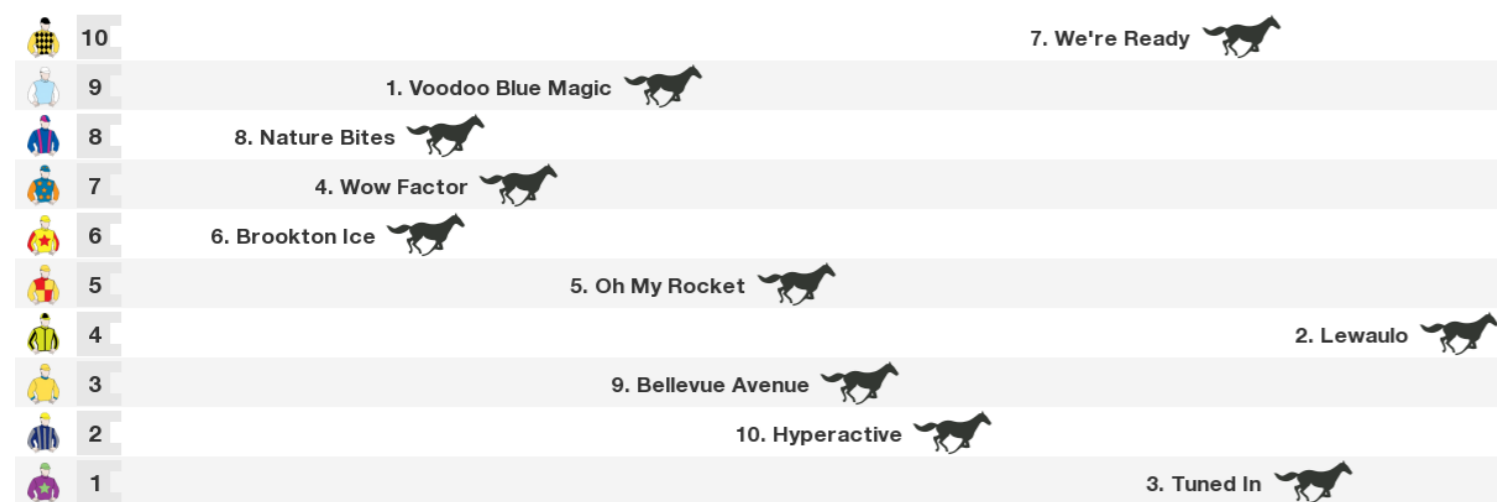 10 7. We're Ready
9 1. Voodoo Blue Magic
8 8. Nature Bites
7 4. Wow Factor
6 6. Brookton Ice
5 5. Oh My Rocket
4 2. Lewaulo
3 9. Bellevue Avenue
2 10. Hyperactive
1 3. Tuned In